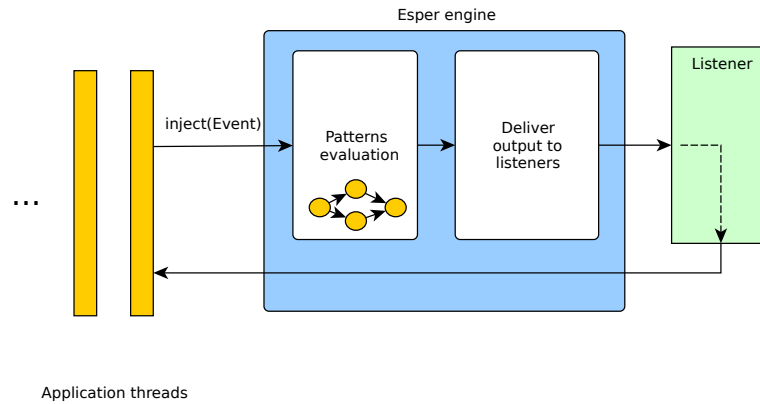 Esper engine
Listener
inject(Event)
Patterns
evaluation
Deliver
output to
listeners
...
Application threads